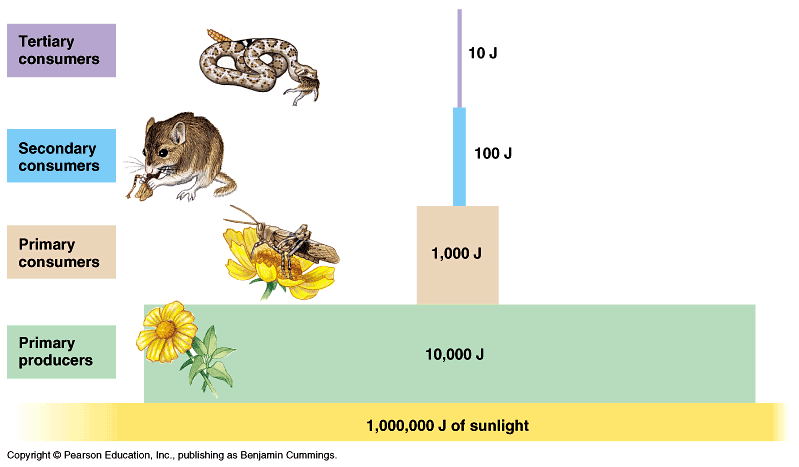 Tertiary
consumers
10 J
Secondary
consumers
100 J
Primary
consumers
1,000 J
Primary
producers
10,000 J
1,000,000 J of sunlight
Copyright © Pearson Education, Inc., publishing as Benjamin Cummings.